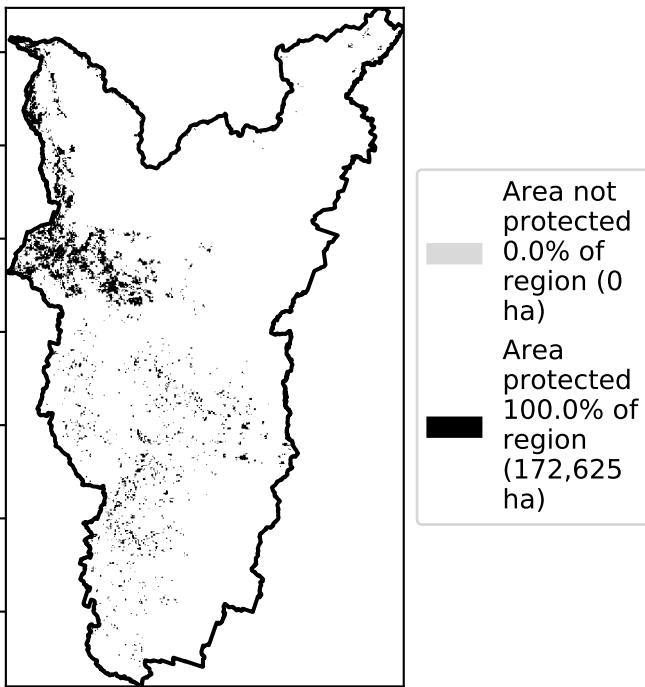 Area not
protected
0.0% of
region (0
ha)
Area
protected
100.0% of
region
(172,625
ha)